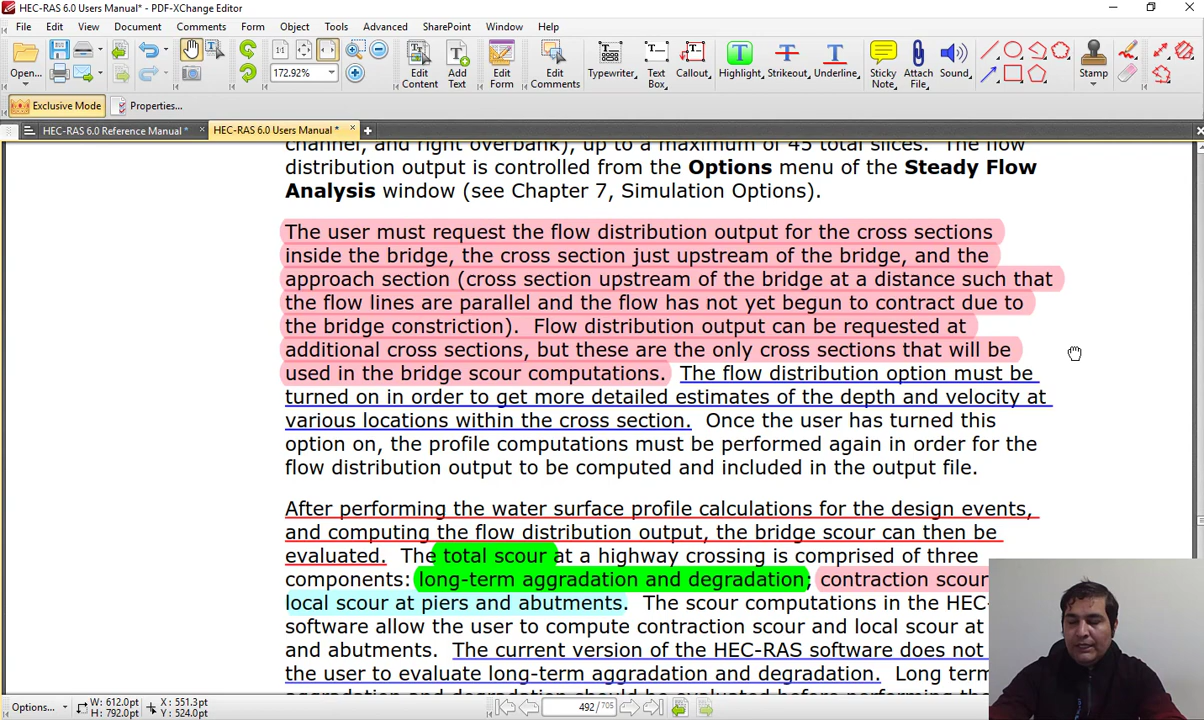 HEC-RAS 6.0 Users Manual* - PDF-XChange Editor
File Edit View Document Comments Form Object Tools Advanced SharePoint Window Help
Open... 172.92% Edit Content Add Text Edit Form Edit Comments Typewriter Text Box Callout Highlight Strikeout Underline Sticky Note Attach File Sound Stamp
Exclusive Mode Properties...
HEC-RAS 6.0 Reference Manual * HEC-RAS 6.0 Users Manual *
channel, and right overbank), up to a maximum of 45 total slices. The flow
distribution output is controlled from the Options menu of the Steady Flow
Analysis window (see Chapter 7, Simulation Options).
The user must request the flow distribution output for the cross sections
inside the bridge, the cross section just upstream of the bridge, and the
approach section (cross section upstream of the bridge at a distance such that
the flow lines are parallel and the flow has not yet begun to contract due to
the bridge constriction). Flow distribution output can be requested at
additional cross sections, but these are the only cross sections that will be
used in the bridge scour computations. The flow distribution option must be
turned on in order to get more detailed estimates of the depth and velocity at
various locations within the cross section. Once the user has turned this
option on, the profile computations must be performed again in order for the
flow distribution output to be computed and included in the output file.
After performing the water surface profile calculations for the design events,
and computing the flow distribution output, the bridge scour can then be
evaluated. The total scour at a highway crossing is comprised of three
components: long-term aggradation and degradation; contraction scour
local scour at piers and abutments. The scour computations in the HEC-
software allow the user to compute contraction scour and local scour at
and abutments. The current version of the HEC-RAS software does not
the user to evaluate long-term aggradation and degradation. Long term
Options... W: 612.0pt H: 792.0pt X: 551.3pt Y: 524.0pt 492 / 705